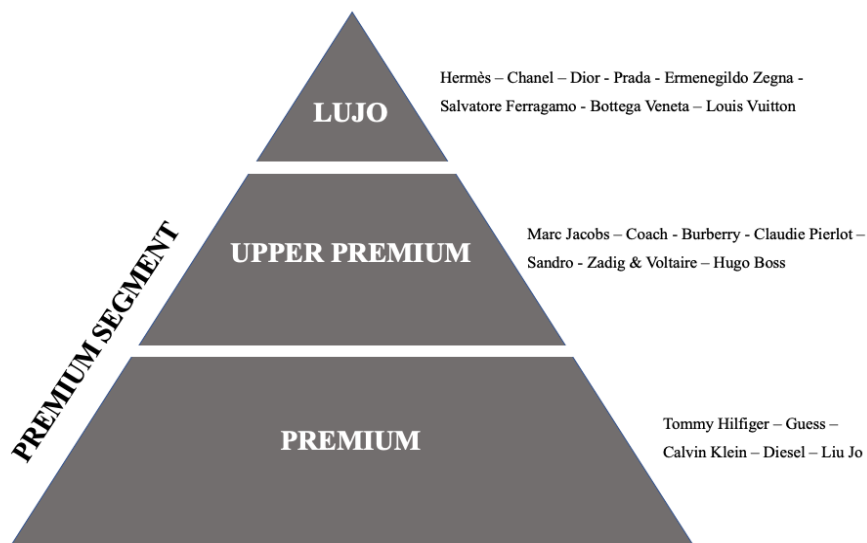 LUJO
Hermès – Chanel – Dior - Prada - Ermenegildo Zegna -
Salvatore Ferragamo - Bottega Veneta – Louis Vuitton
PREMIUM SEGMENT
UPPER PREMIUM
Marc Jacobs – Coach - Burberry - Claudie Pierlot –
Sandro - Zadig & Voltaire – Hugo Boss
PREMIUM
Tommy Hilfiger – Guess –
Calvin Klein – Diesel – Liu Jo